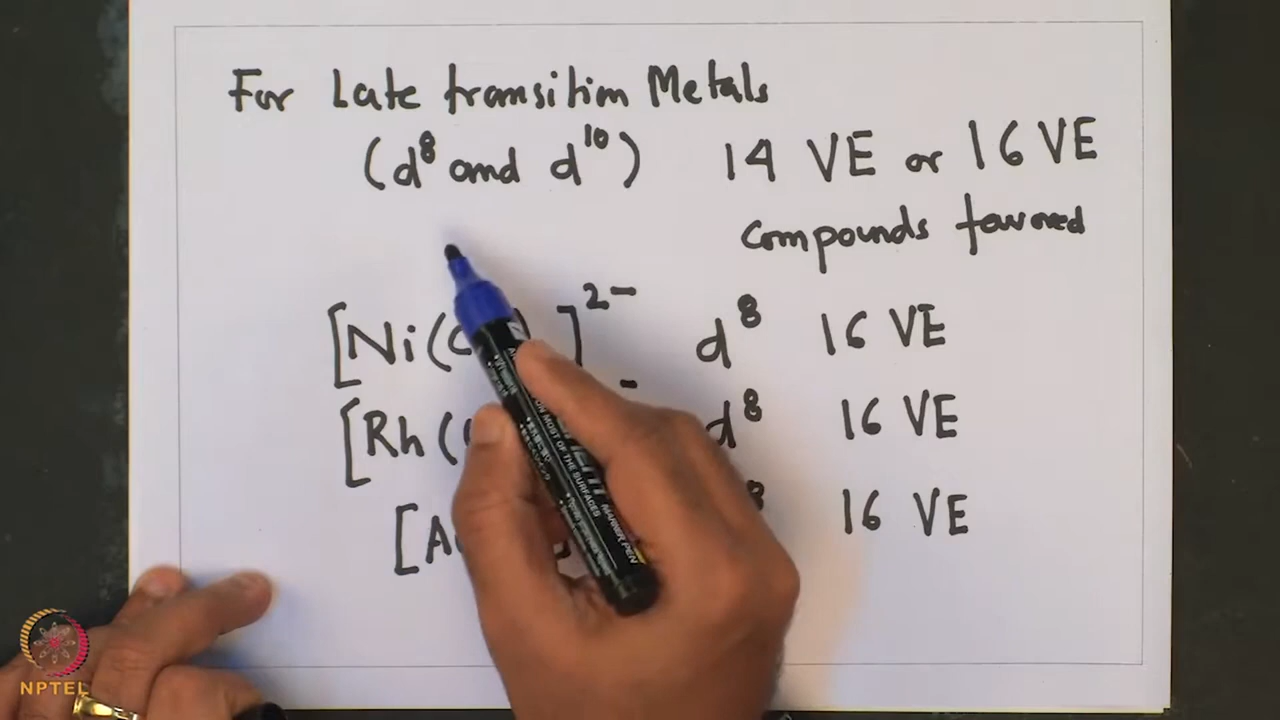 For Late transition Metals
(d⁸ and d¹⁰) 14 VE or 16 VE
compounds favored
[Ni(C ]²⁻ d⁸ 16 VE
[Rh( ⁻ d⁸ 16 VE
[A 8 16 VE
NPTEL